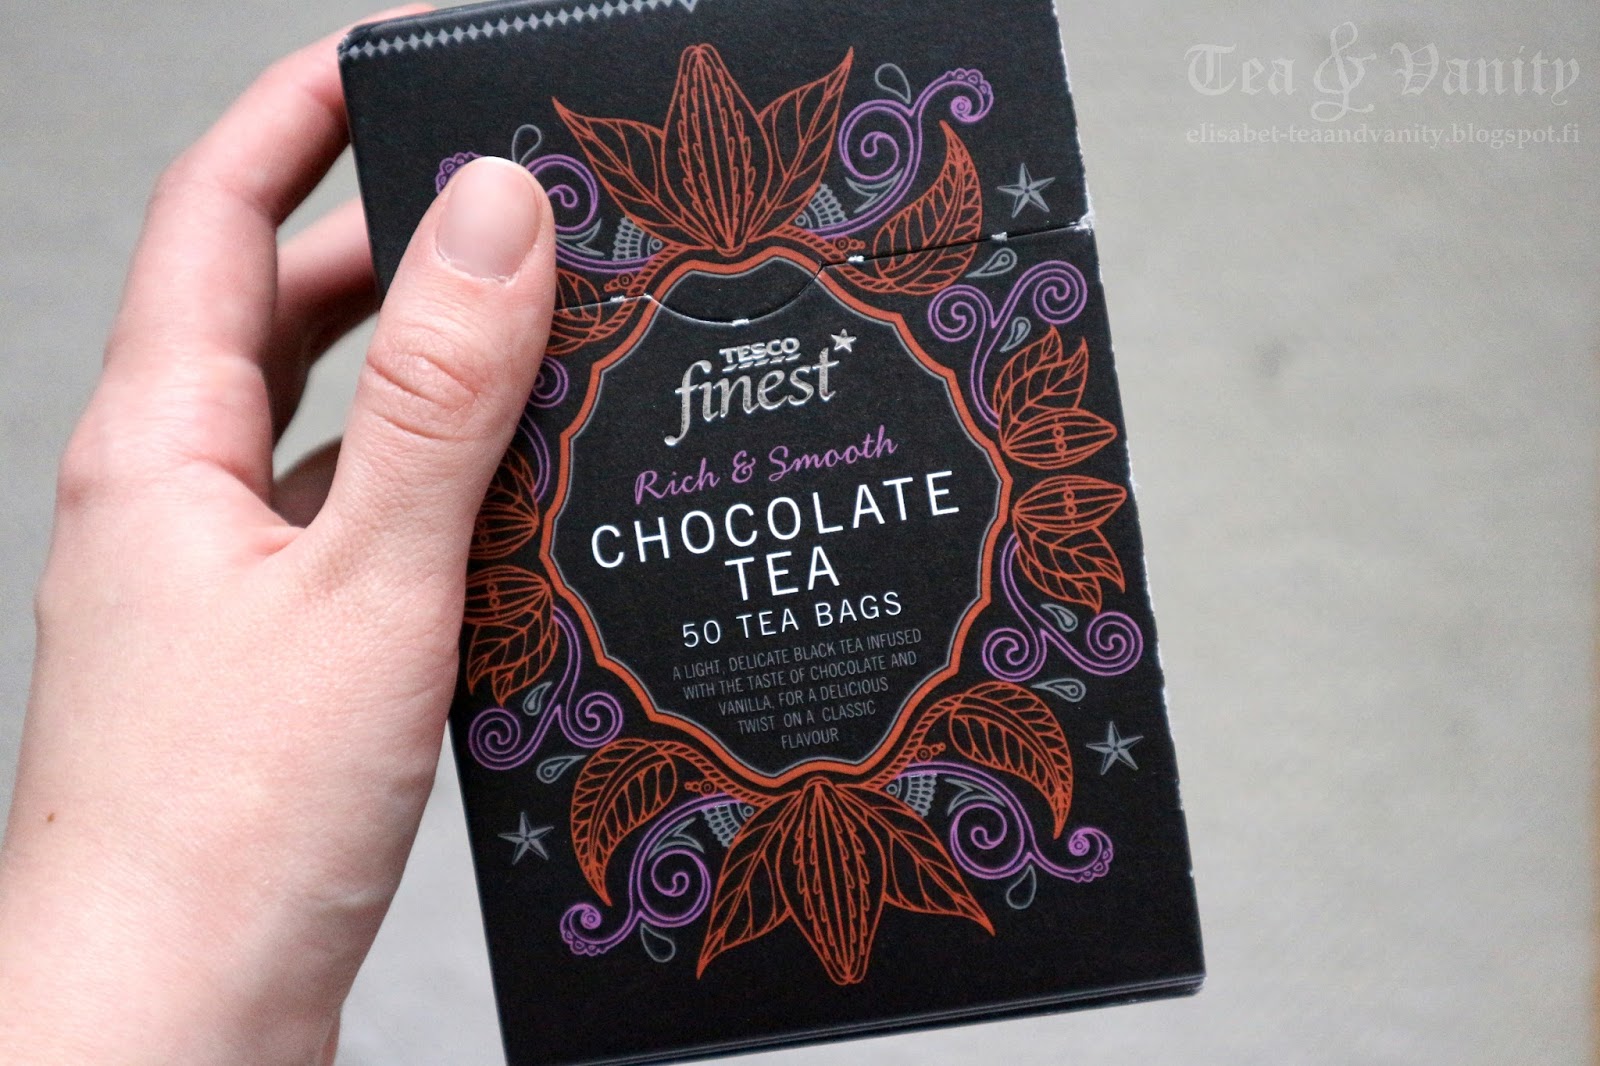 Tea & Vanity
elisabet-teaandvanity.blogspot.fi
TESCO
finest*
Rich & Smooth
CHOCOLATE
TEA
50 TEA BAGS
A LIGHT, DELICATE BLACK TEA INFUSED
WITH THE TASTE OF CHOCOLATE AND
VANILLA, FOR A DELICIOUS
TWIST ON A CLASSIC
FLAVOUR